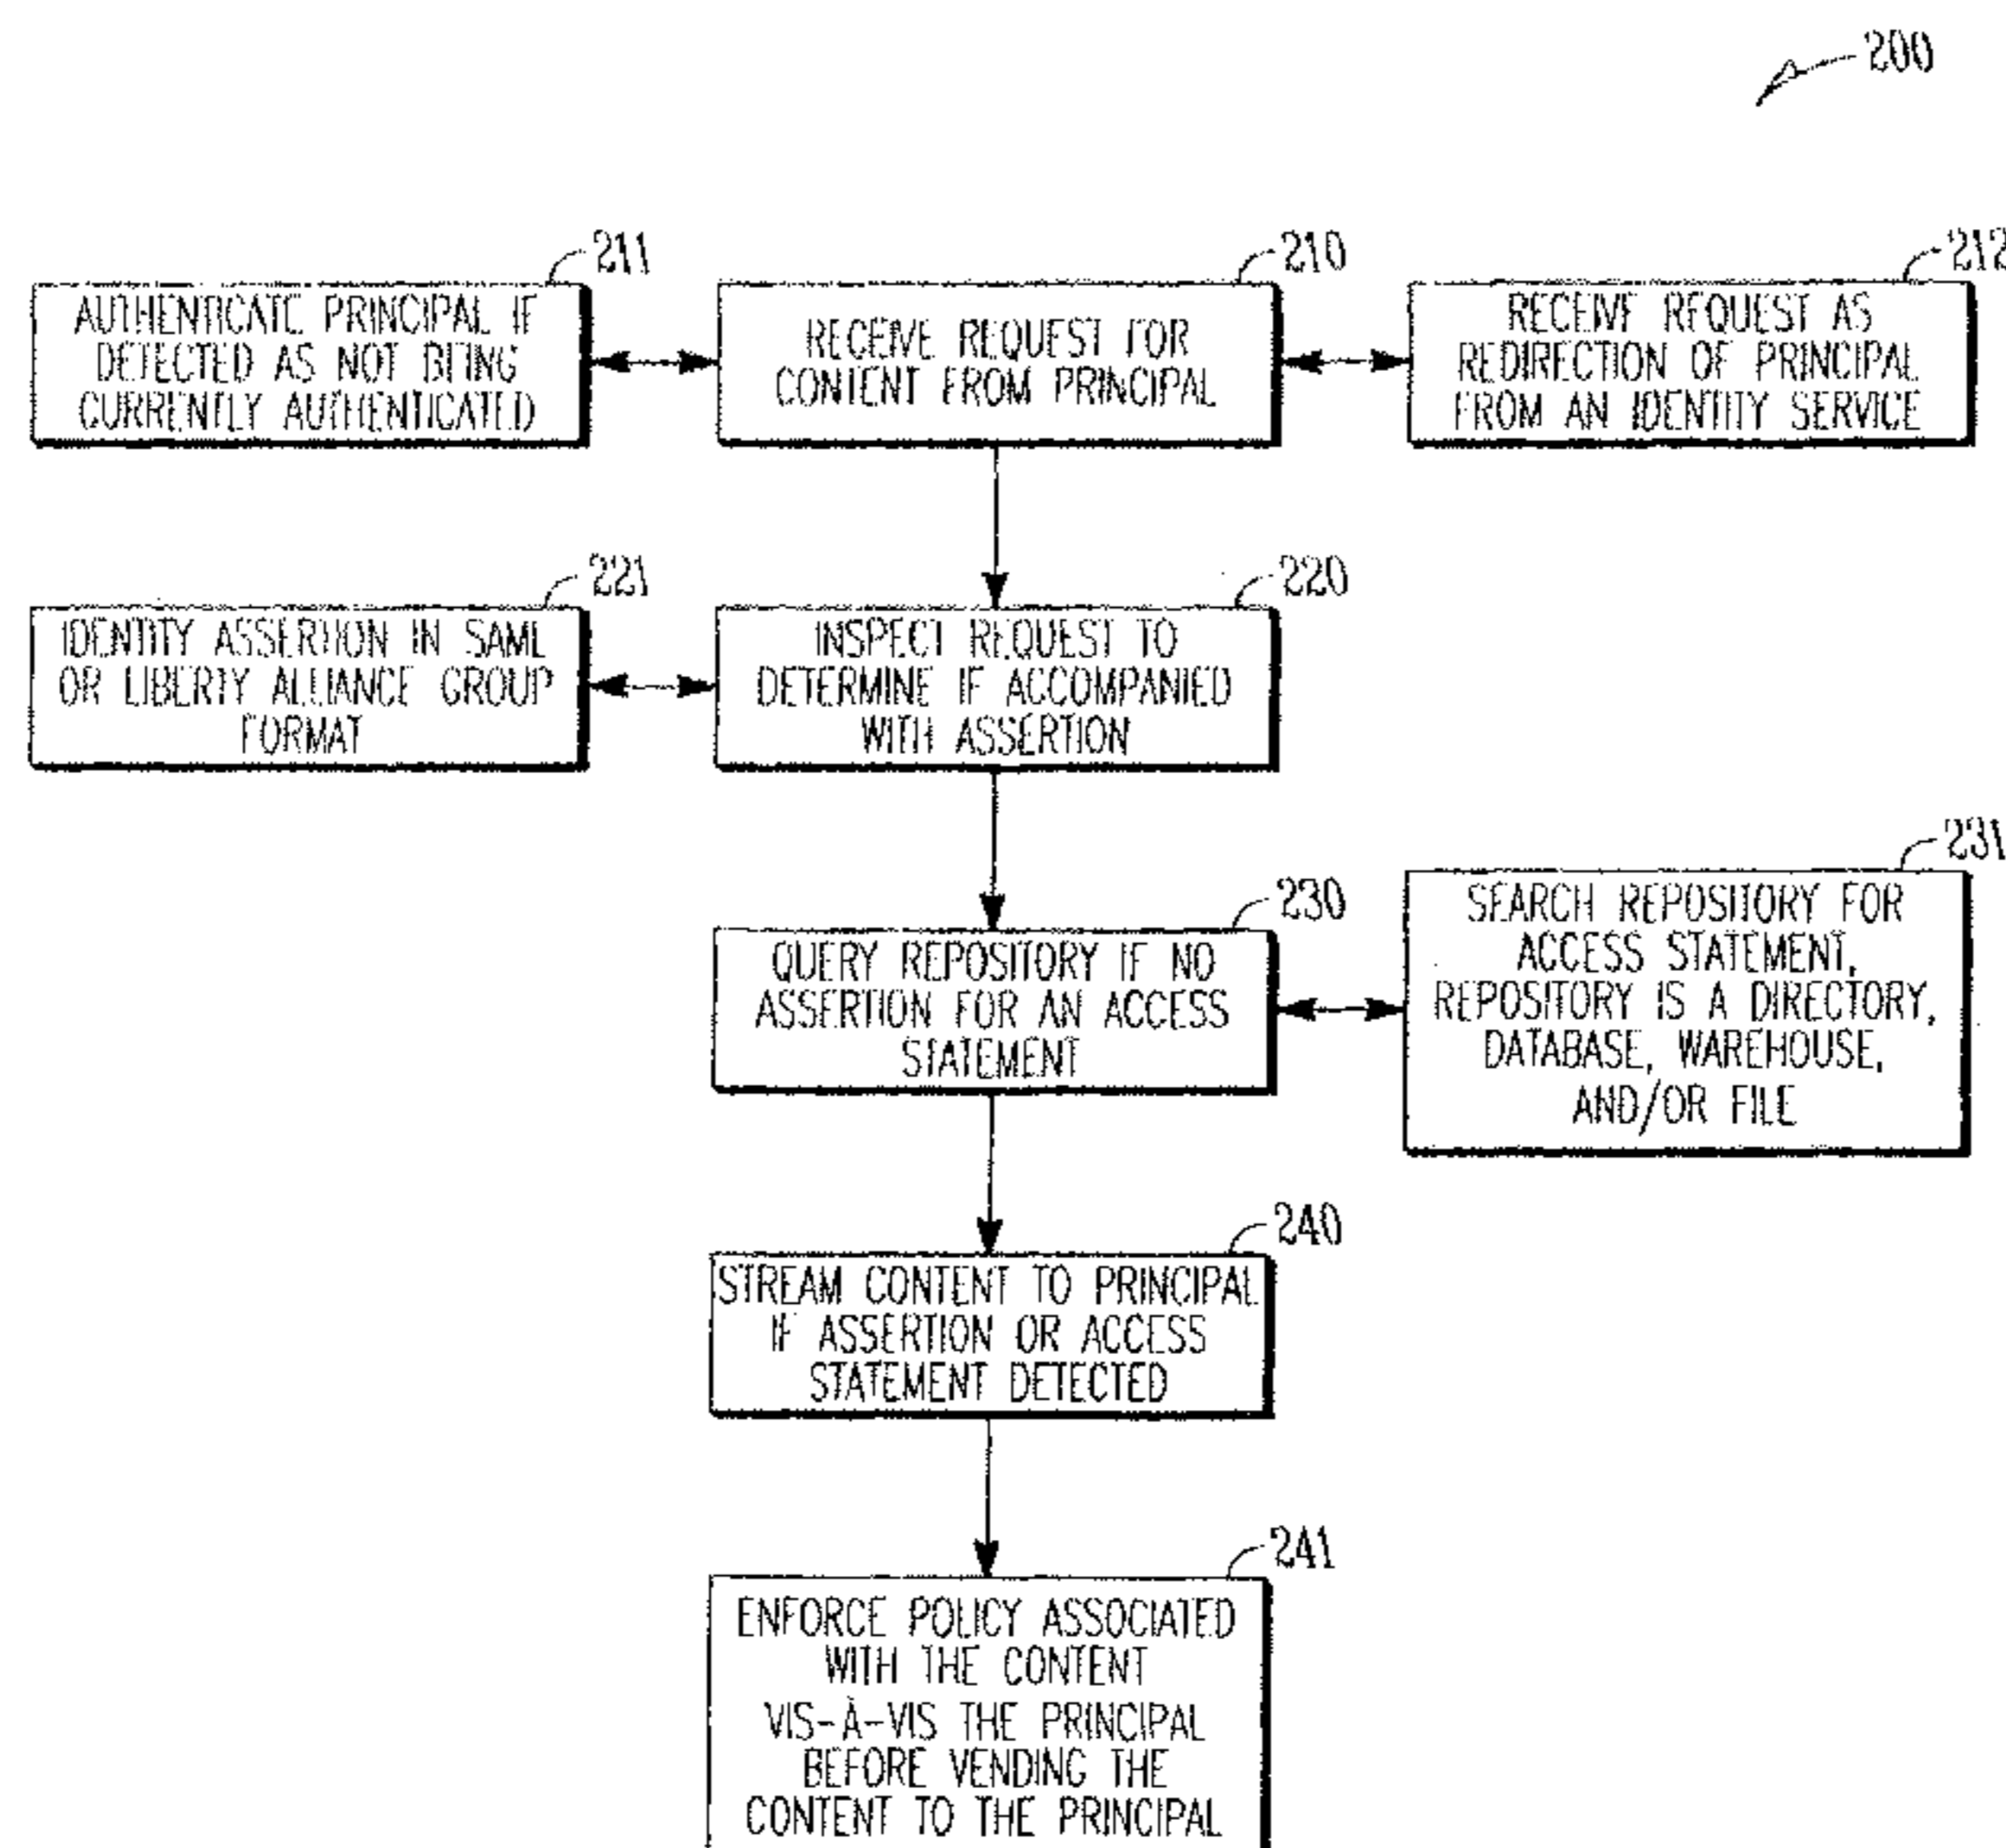 200
211
AUTHENTICATE PRINCIPAL IF
DETECTED AS NOT BEING
CURRENTLY AUTHENTICATED
210
RECEIVE REQUEST FOR
CONTENT FROM PRINCIPAL
212
RECEIVE REQUEST AS
REDIRECTION OF PRINCIPAL
FROM AN IDENTITY SERVICE
221
IDENTITY ASSERTION IN SAML
OR LIBERTY ALLIANCE GROUP
FORMAT
220
INSPECT REQUEST TO
DETERMINE IF ACCOMPANIED
WITH ASSERTION
230
QUERY REPOSITORY IF NO
ASSERTION FOR AN ACCESS
STATEMENT
231
SEARCH REPOSITORY FOR
ACCESS STATEMENT,
REPOSITORY IS A DIRECTORY,
DATABASE, WAREHOUSE,
AND/OR FILE
240
STREAM CONTENT TO PRINCIPAL
IF ASSERTION OR ACCESS
STATEMENT DETECTED
241
ENFORCE POLICY ASSOCIATED
WITH THE CONTENT
VIS-À-VIS THE PRINCIPAL
BEFORE VENDING THE
CONTENT TO THE PRINCIPAL